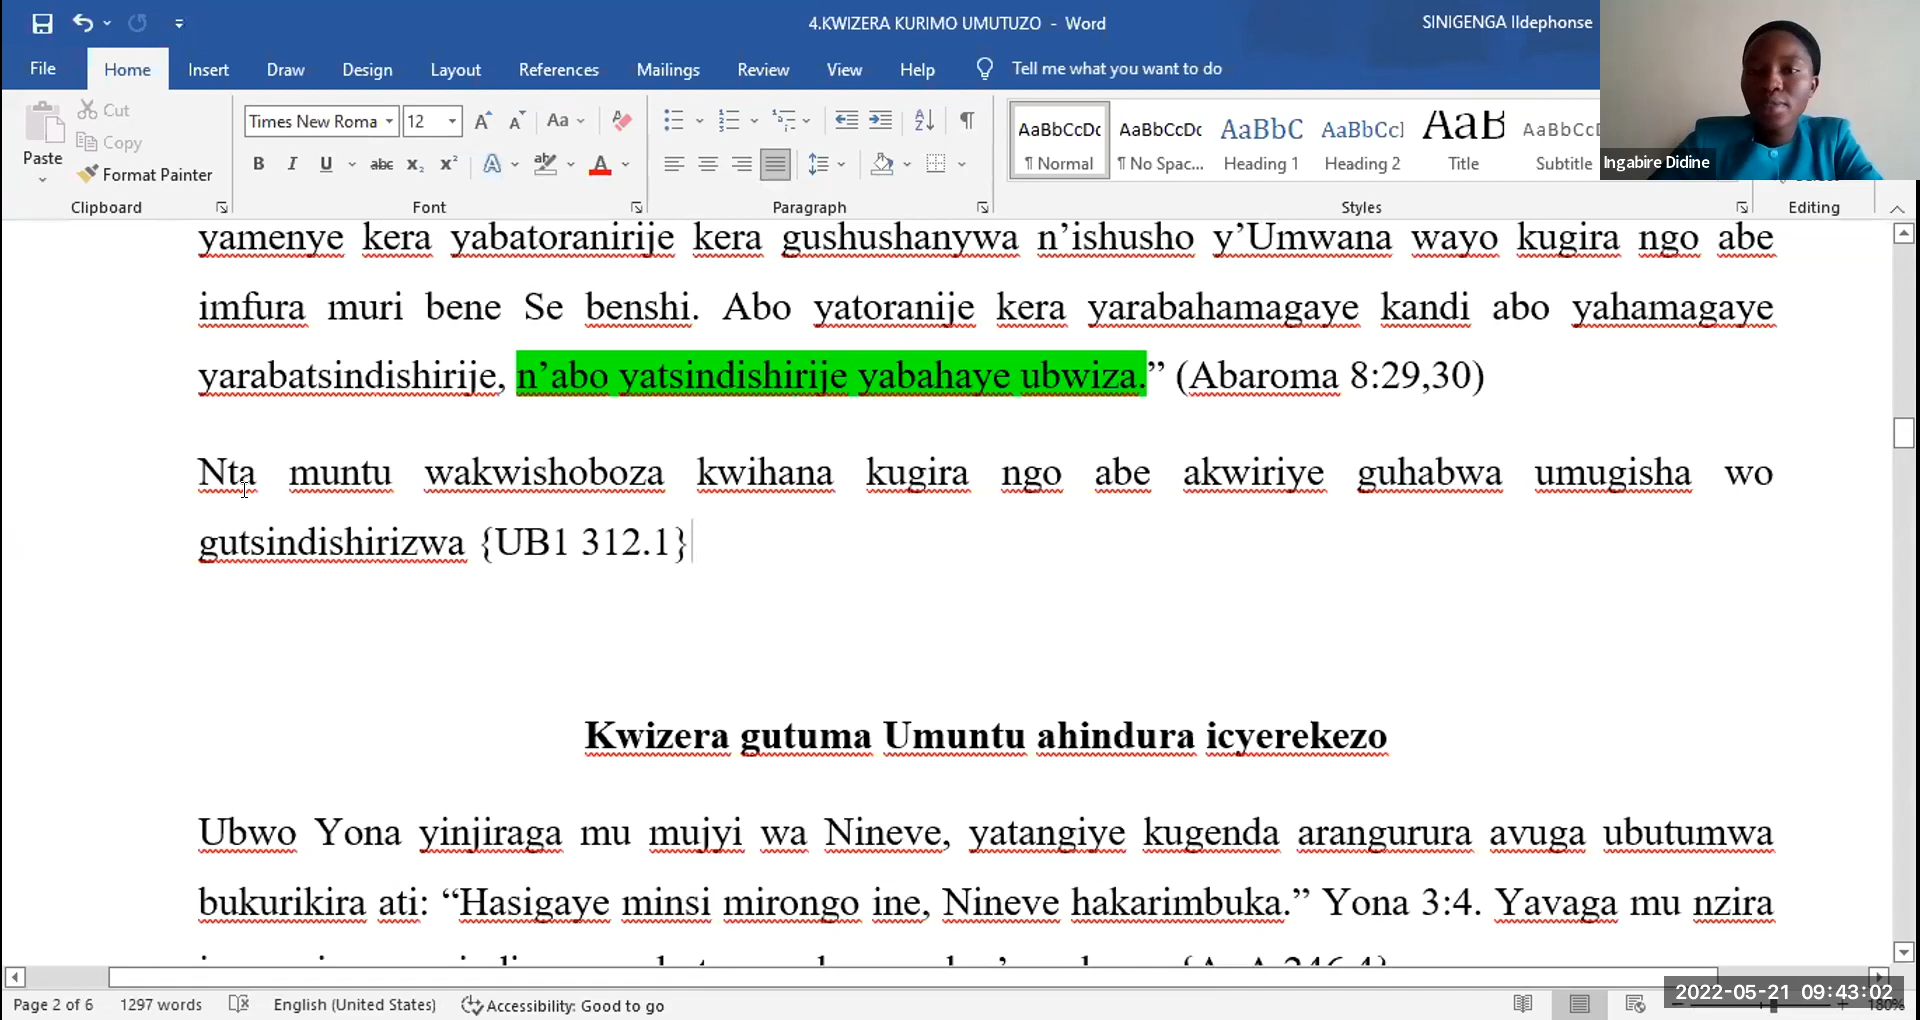 4.KWIZERA KURIMO UMUTUZO - Word
SINIGENGA Ildephonse
File Home Insert Draw Design Layout References Mailings Review View Help Tell me what you want to do
Cut
Copy
Paste
Format Painter
Times New Roma 12
AaBbCcDc AaBbCcDc AaBbC AaBbCcl AaB AaBbCcD
¶ Normal ¶ No Spac... Heading 1 Heading 2 Title Subtitle
Ingabire Didine
Clipboard Font Paragraph Styles Editing
yamenye kera yabatoranirije kera gushushanywa n’ishusho y’Umwana wayo kugira ngo abe
imfura muri bene Se benshi. Abo yatoranije kera yarabahamagaye kandi abo yahamagaye
yarabatsindishirije, n’abo yatsindishirije yabahaye ubwiza.” (Abaroma 8:29,30)
Nta muntu wakwishoboza kwihana kugira ngo abe akwiriye guhabwa umugisha wo
gutsindishirizwa {UB1 312.1}
Kwizera gutuma Umuntu ahindura icyerekezo
Ubwo Yona yinjiraga mu mujyi wa Nineve, yatangiye kugenda arangurura avuga ubutumwa
bukurikira ati: “Hasigaye minsi mirongo ine, Nineve hakarimbuka.” Yona 3:4. Yavaga mu nzira
Page 2 of 6 1297 words English (United States) Accessibility: Good to go 180%
2022-05-21 09:43:02